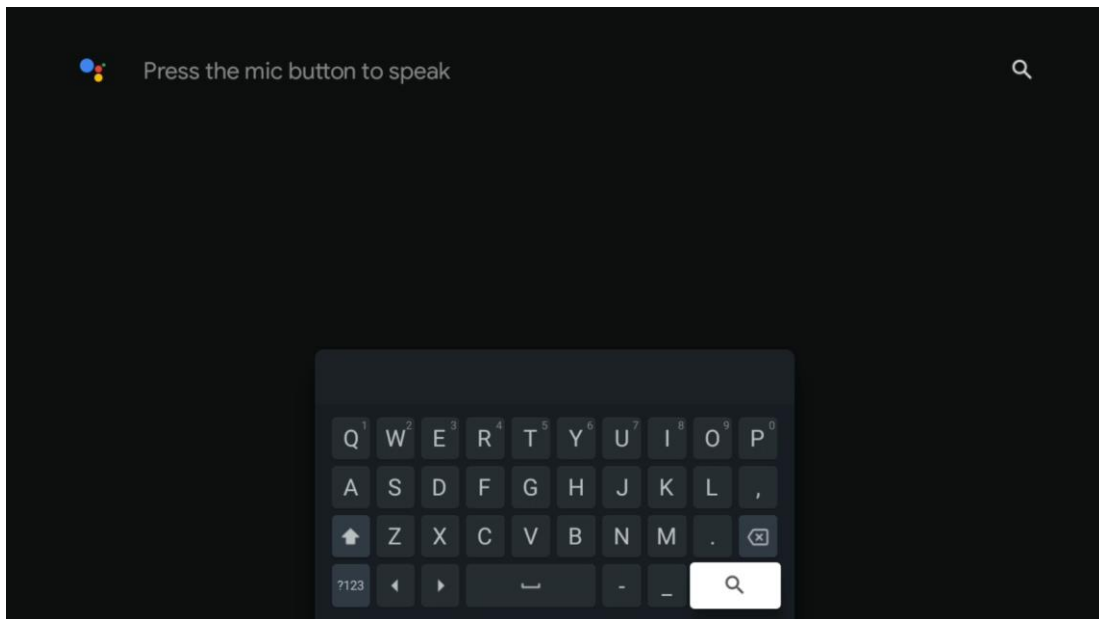 Press the mic button to speak
Q1 W2 E3 R4 T5 Y6 U7 I8 O9 P0
A S D F G H J K L ,
Z X C V B N M .
?123 - _